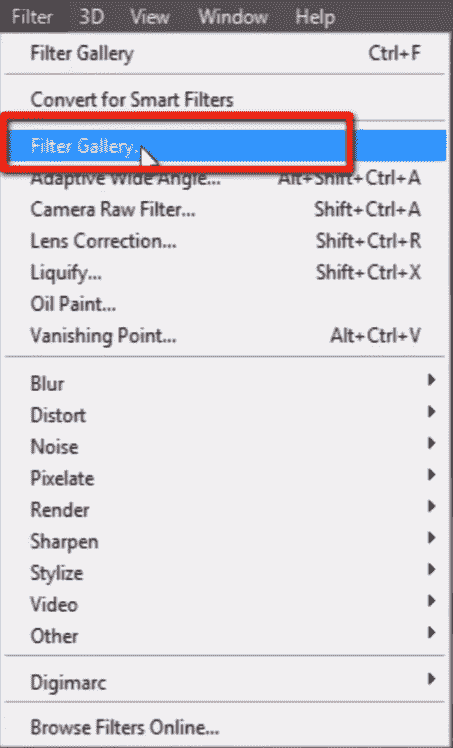 Filter 3D View Window Help
Filter Gallery Ctrl+F
Convert for Smart Filters
Filter Gallery...
Adaptive Wide Angle... Alt+Shift+Ctrl+A
Camera Raw Filter... Shift+Ctrl+A
Lens Correction... Shift+Ctrl+R
Liquify... Shift+Ctrl+X
Oil Paint...
Vanishing Point... Alt+Ctrl+V
Blur
Distort
Noise
Pixelate
Render
Sharpen
Stylize
Video
Other
Digimarc
Browse Filters Online...